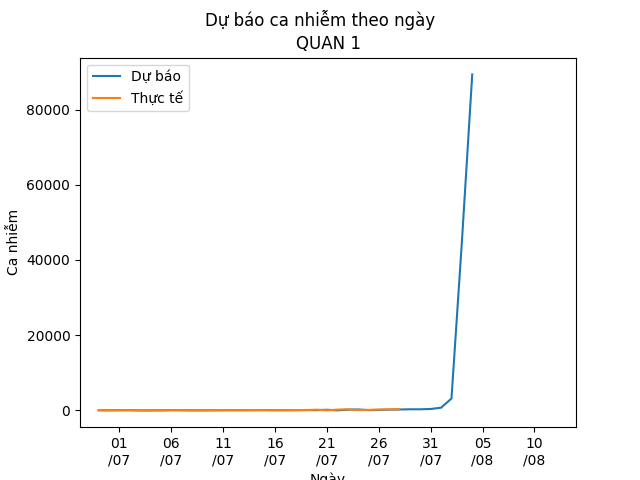 Dự báo ca nhiễm theo ngày
QUAN 1
Dự báo
Thực tế
Ca nhiễm
80000
60000
40000
20000
0
01 06 11 16 21 26 31 05 10
/07 /07 /07 /07 /07 /07 /07 /08 /08
Ngày